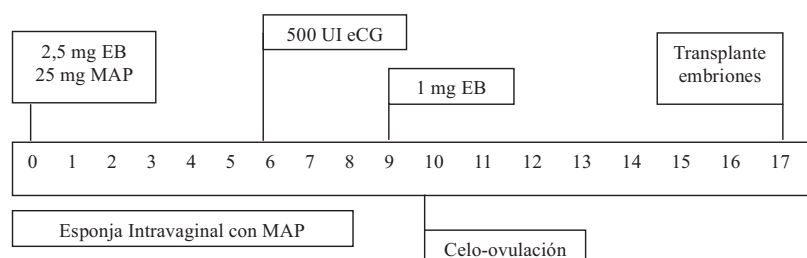 2,5 mg EB
25 mg MAP
500 UI eCG
1 mg EB
Transplante
embriones
0 1 2 3 4 5 6 7 8 9 10 11 12 13 14 15 16 17
Esponja Intravaginal con MAP
Celo-ovulación